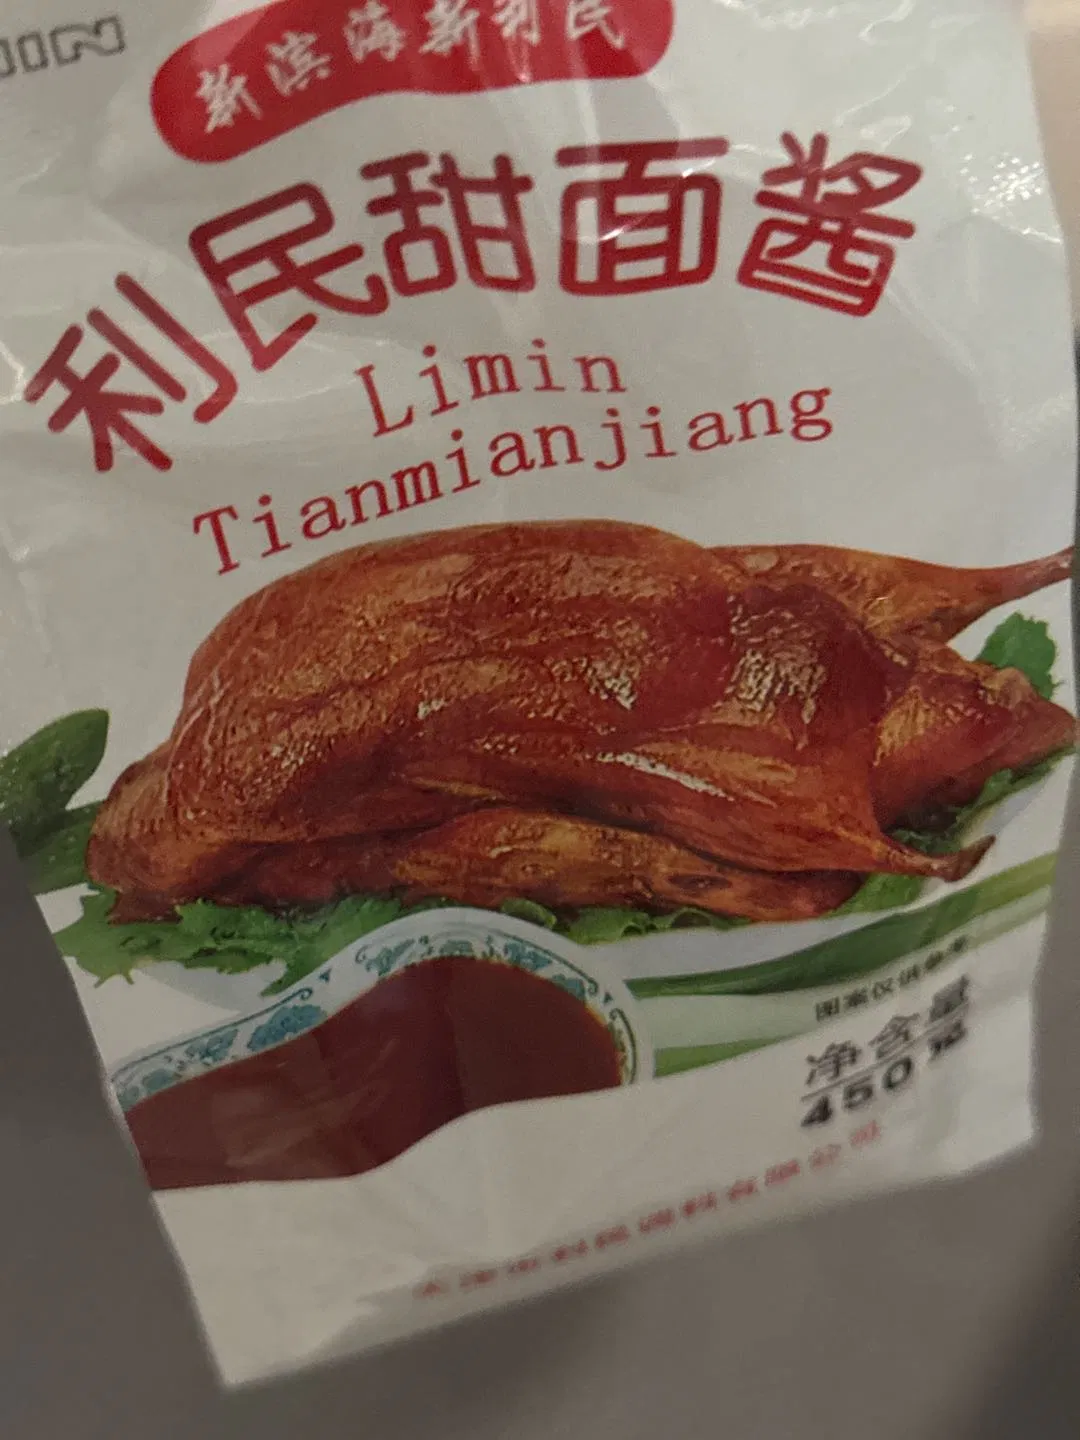 新滨海新利民
利民甜面酱
Limin
Tianmianjiang
图案仅供参考
净含量
450克